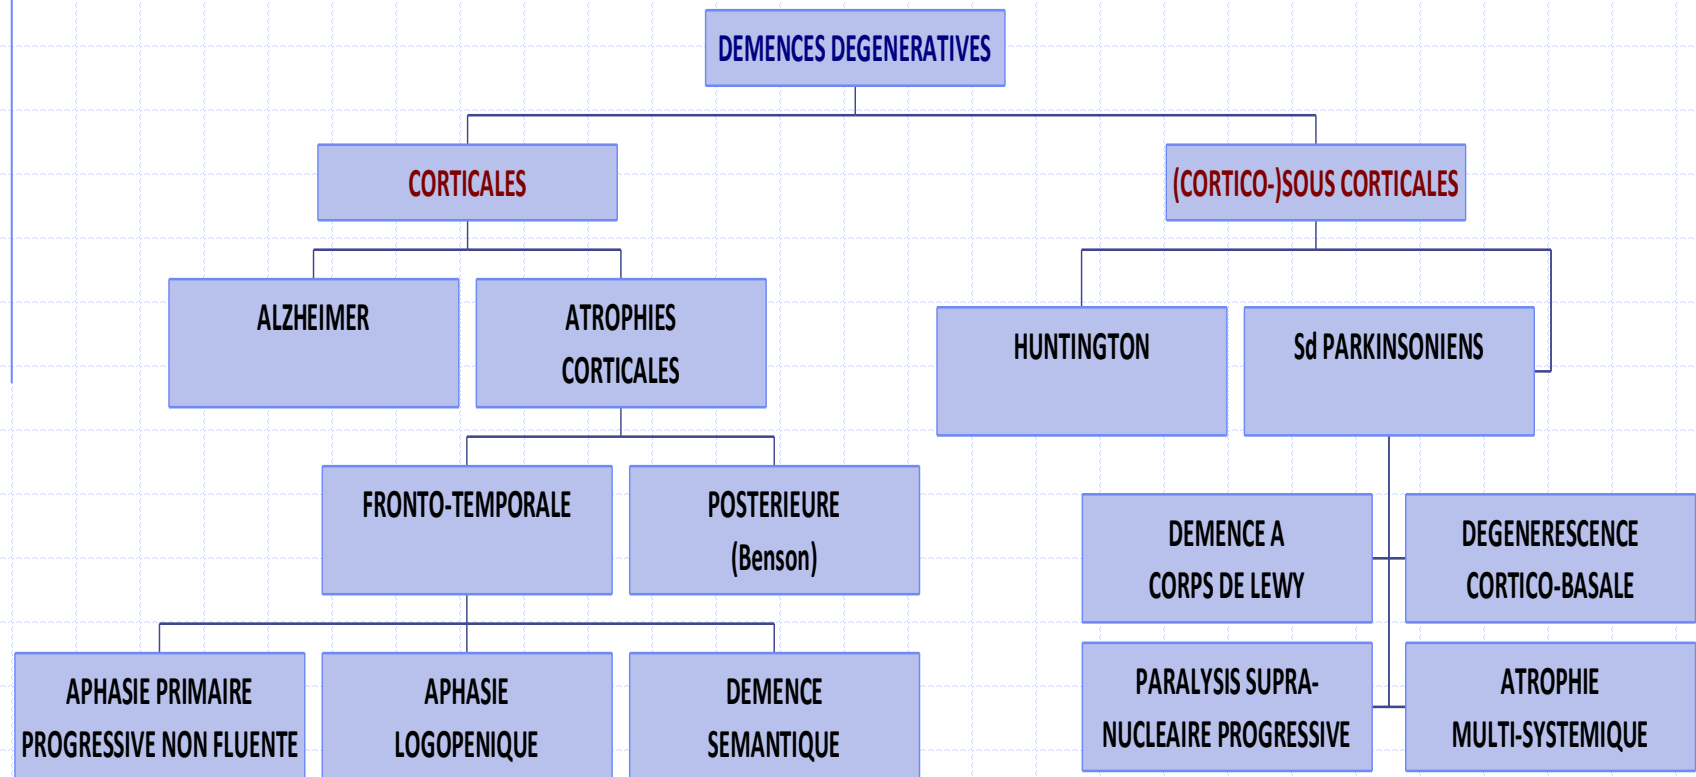 DEMENCES DEGENERATIVES
CORTICALES
(CORTICO-)SOUS CORTICALES
ALZHEIMER
ATROPHIES
CORTICALES
HUNTINGTON
Sd PARKINSONIENS
FRONTO-TEMPORALE
POSTERIEURE
(Benson)
DEMENCE A
CORPS DE LEWY
DEGENERESCENCE
CORTICO-BASALE
APHASIE PRIMAIRE
PROGRESSIVE NON FLUENTE
APHASIE
LOGOPENIQUE
DEMENCE
SEMANTIQUE
PARALYSIS SUPRA-
NUCLEAIRE PROGRESSIVE
ATROPHIE
MULTI-SYSTEMIQUE